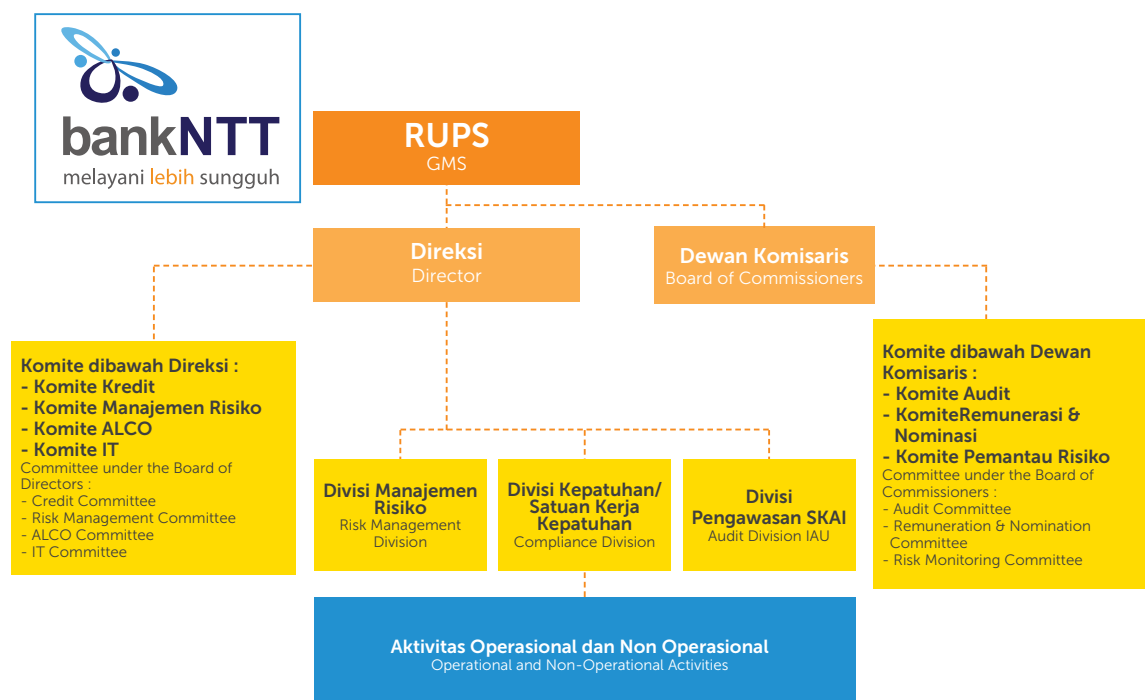 bankNTT
melayani lebih sungguh
RUPS
GMS
Direksi
Director
Dewan Komisaris
Board of Commissioners
Komite dibawah Direksi :
- Komite Kredit
- Komite Manajemen Risiko
- Komite ALCO
- Komite IT
Committee under the Board of
Directors :
- Credit Committee
- Risk Management Committee
- ALCO Committee
- IT Committee
Komite dibawah Dewan
Komisaris :
- Komite Audit
- KomiteRemunerasi &
Nominasi
- Komite Pemantau Risiko
Committee under the Board of
Commissioners :
- Audit Committee
- Remuneration & Nomination
Committee
- Risk Monitoring Committee
Divisi Manajemen
Risiko
Risk Management
Division
Divisi Kepatuhan/
Satuan Kerja
Kepatuhan
Compliance Division
Divisi
Pengawasan SKAI
Audit Division IAU
Aktivitas Operasional dan Non Operasional
Operational and Non-Operational Activities